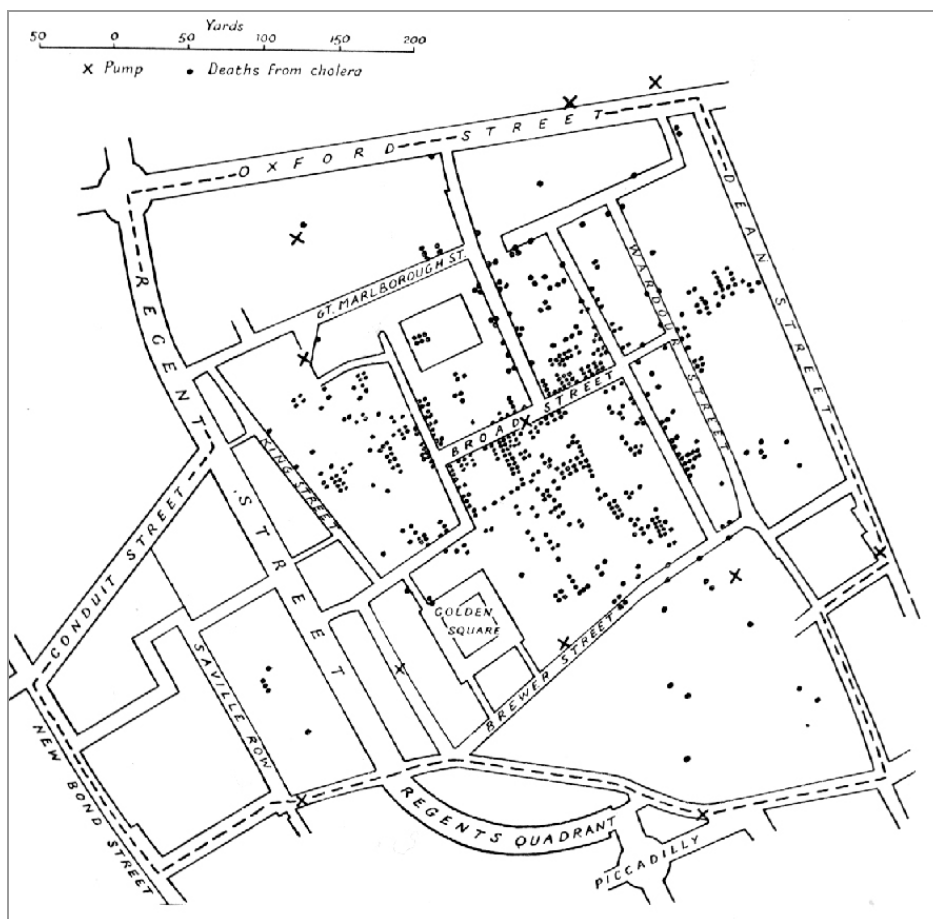 Yards
50 0 50 100 150 200
× Pump • Deaths from cholera
OXFORD STREET
DEAN STREET
REGENT STREET
GT. MARLBOROUGH ST.
WARDOUR STREET
BROAD STREET
KING STREET
CONDUIT STREET
GOLDEN
SQUARE
BREWER STREET
SAVILLE ROW
NEW BOND STREET
REGENTS QUADRANT
PICCADILLY